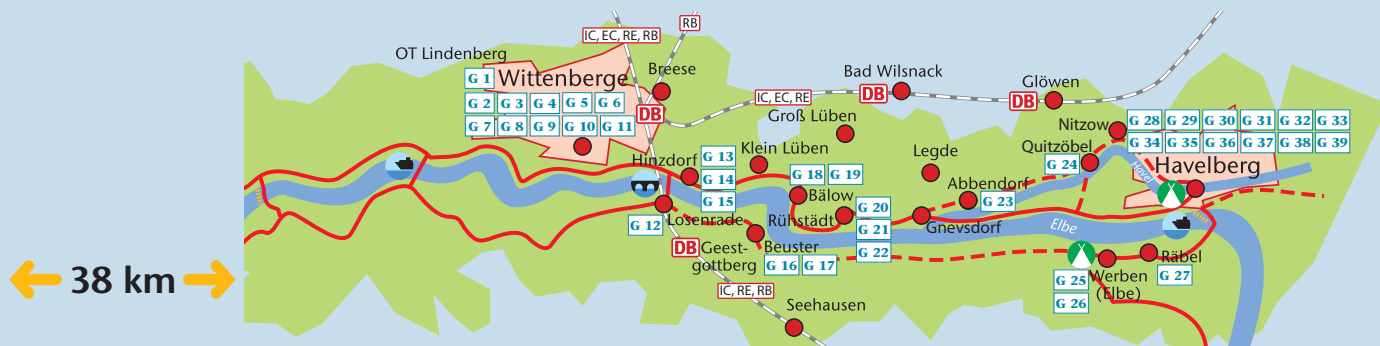 RB
IC, EC, RE, RB
OT Lindenberg
G 1
Wittenberge
Breese
G 2 G 3 G 4 G 5 G 6
G 7 G 8 G 9 G 10 G 11
DB
IC, EC, RE
Bad Wilsnack
DB
Glöwen
DB
Groß Lüben
Nitzow
G 28 G 29 G 30 G 31 G 32 G 33
G 34 G 35 G 36 G 37 G 38 G 39
Hinzdorf
G 13
G 14
G 15
Klein Lüben
G 18 G 19
Legde
Quitzöbel
G 24
Havel
Havelberg
Bälow
Abbendorf
G 23
G 12
Losenrade
Rühstädt
G 20
G 21
G 22
Gnevsdorf
Elbe
DB
Geest-
gottberg
Beuster
G 16 G 17
Räbel
G 27
Werben
(Elbe)
G 25
G 26
38 km
IC, RE, RB
Seehausen